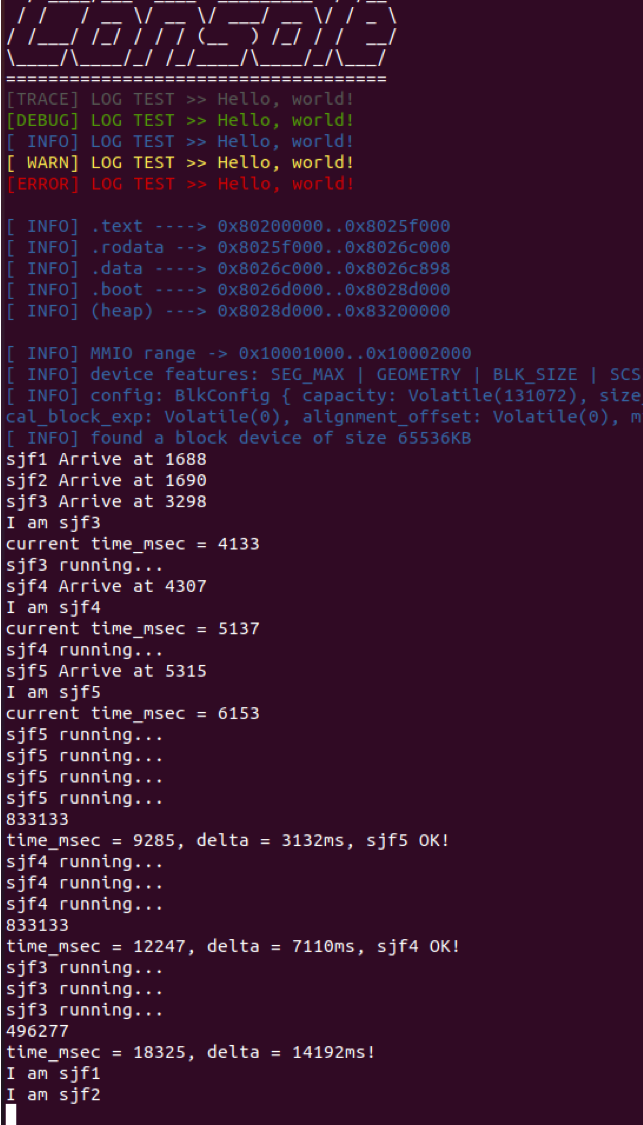 Console
========================================
[TRACE] LOG TEST >> Hello, world!
[DEBUG] LOG TEST >> Hello, world!
[ INFO] LOG TEST >> Hello, world!
[ WARN] LOG TEST >> Hello, world!
[ERROR] LOG TEST >> Hello, world!
[ INFO] .text ----> 0x80200000..0x8025f000
[ INFO] .rodata --> 0x8025f000..0x8026c000
[ INFO] .data ----> 0x8026c000..0x8026c898
[ INFO] .boot ----> 0x8026d000..0x8028d000
[ INFO] (heap) ---> 0x8028d000..0x83200000
[ INFO] MMIO range -> 0x10001000..0x10002000
[ INFO] device features: SEG_MAX | GEOMETRY | BLK_SIZE | SCS
[ INFO] config: BlkConfig { capacity: Volatile(131072), size
cal_block_exp: Volatile(0), alignment_offset: Volatile(0), m
[ INFO] found a block device of size 65536KB
sjf1 Arrive at 1688
sjf2 Arrive at 1690
sjf3 Arrive at 3298
I am sjf3
current time_msec = 4133
sjf3 running...
sjf4 Arrive at 4307
I am sjf4
current time_msec = 5137
sjf4 running...
sjf5 Arrive at 5315
I am sjf5
current time_msec = 6153
sjf5 running...
sjf5 running...
sjf5 running...
sjf5 running...
833133
time_msec = 9285, delta = 3132ms, sjf5 OK!
sjf4 running...
sjf4 running...
sjf4 running...
833133
time_msec = 12247, delta = 7110ms, sjf4 OK!
sjf3 running...
sjf3 running...
sjf3 running...
496277
time_msec = 18325, delta = 14192ms!
I am sjf1
I am sjf2